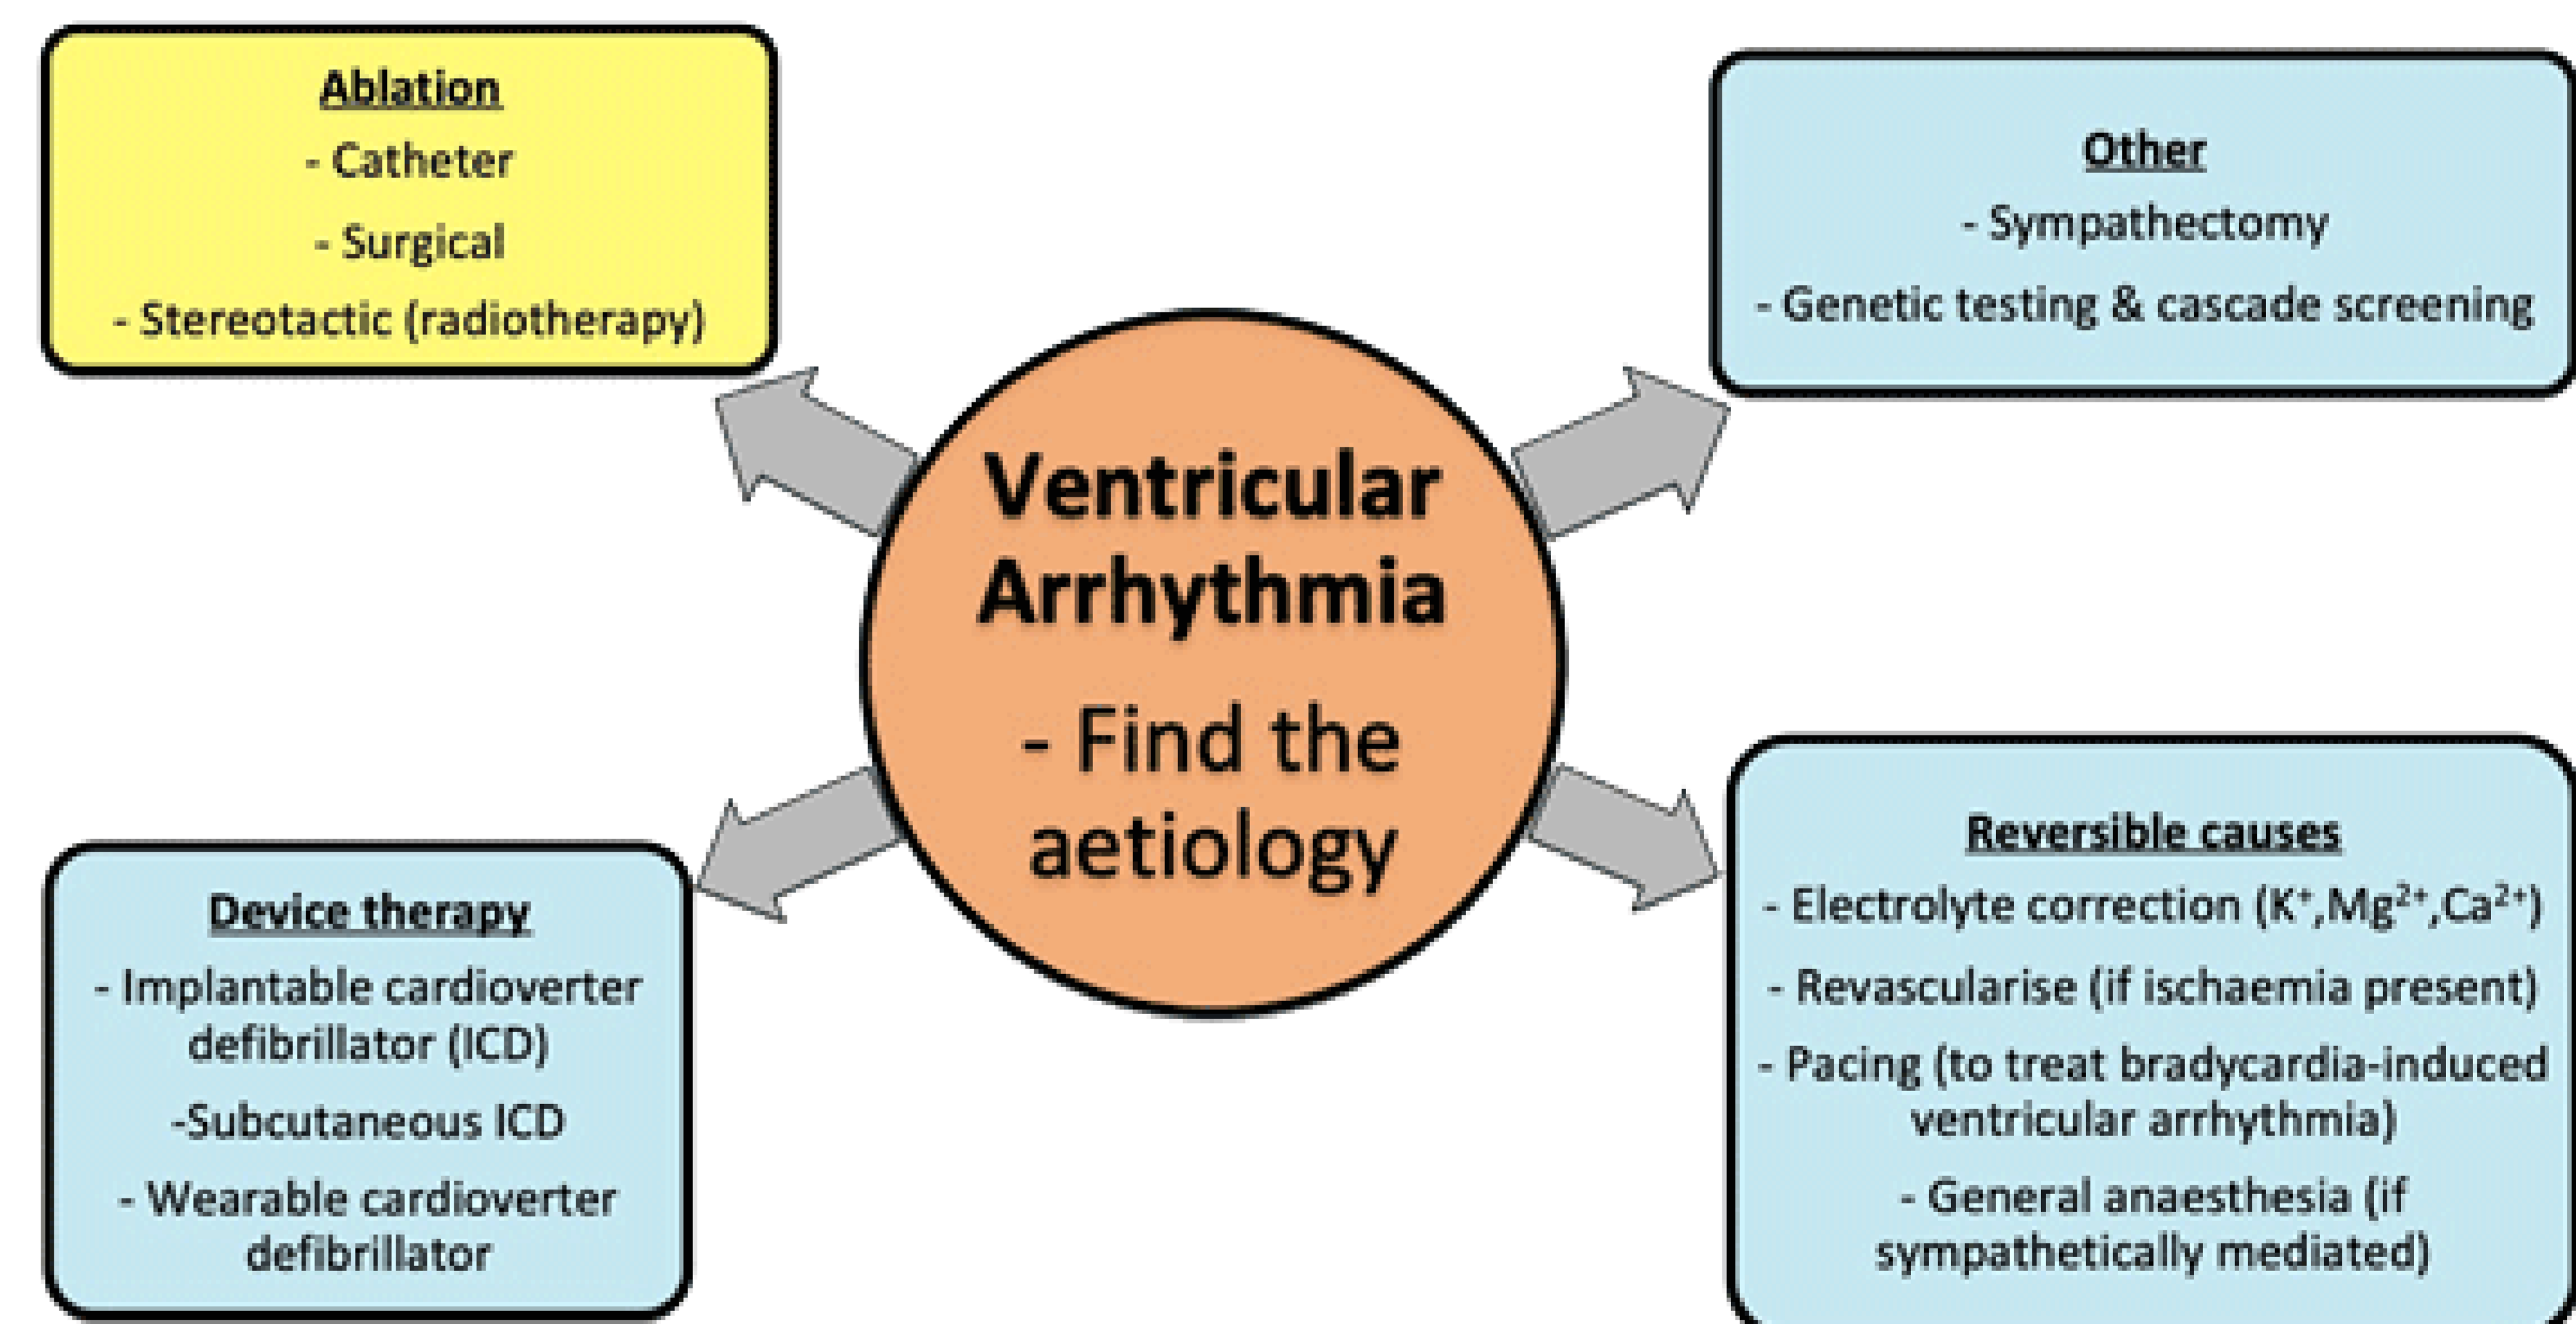 Ablation
- Catheter
- Surgical
- Stereotactic (radiotherapy)
Other
- Sympathectomy
- Genetic testing & cascade screening
Ventricular
Arrhythmia
- Find the
aetiology
Device therapy
- Implantable cardioverter
defibrillator (ICD)
-Subcutaneous ICD
- Wearable cardioverter
defibrillator
Reversible causes
- Electrolyte correction (K⁺,Mg²⁺,Ca²⁺)
- Revascularise (if ischaemia present)
- Pacing (to treat bradycardia-induced
ventricular arrhythmia)
- General anaesthesia (if
sympathetically mediated)